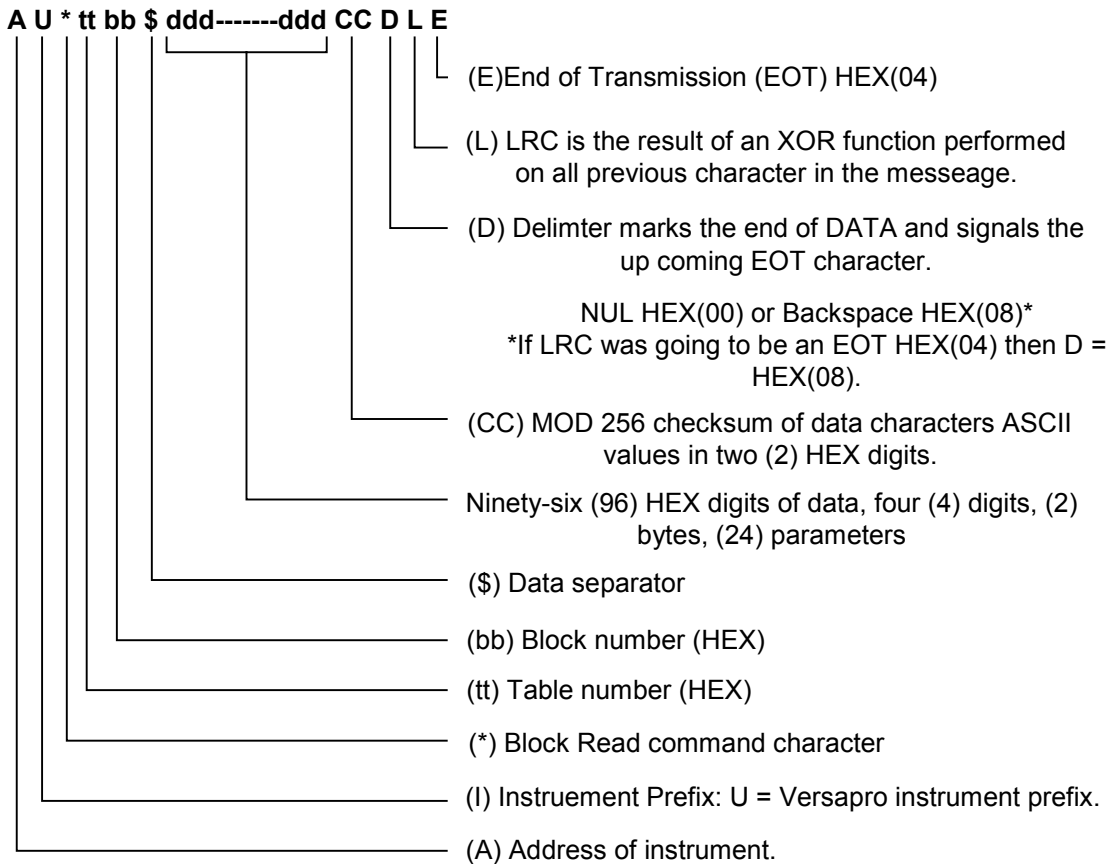 A U * tt bb $ ddd-------ddd CC D L E
(E)End of Transmission (EOT) HEX(04)
(L) LRC is the result of an XOR function performed
on all previous character in the messeage.
(D) Delimter marks the end of DATA and signals the
up coming EOT character.
NUL HEX(00) or Backspace HEX(08)*
*If LRC was going to be an EOT HEX(04) then D =
HEX(08).
(CC) MOD 256 checksum of data characters ASCII
values in two (2) HEX digits.
Ninety-six (96) HEX digits of data, four (4) digits, (2)
bytes, (24) parameters
($) Data separator
(bb) Block number (HEX)
(tt) Table number (HEX)
(*) Block Read command character
(I) Instruement Prefix: U = Versapro instrument prefix.
(A) Address of instrument.